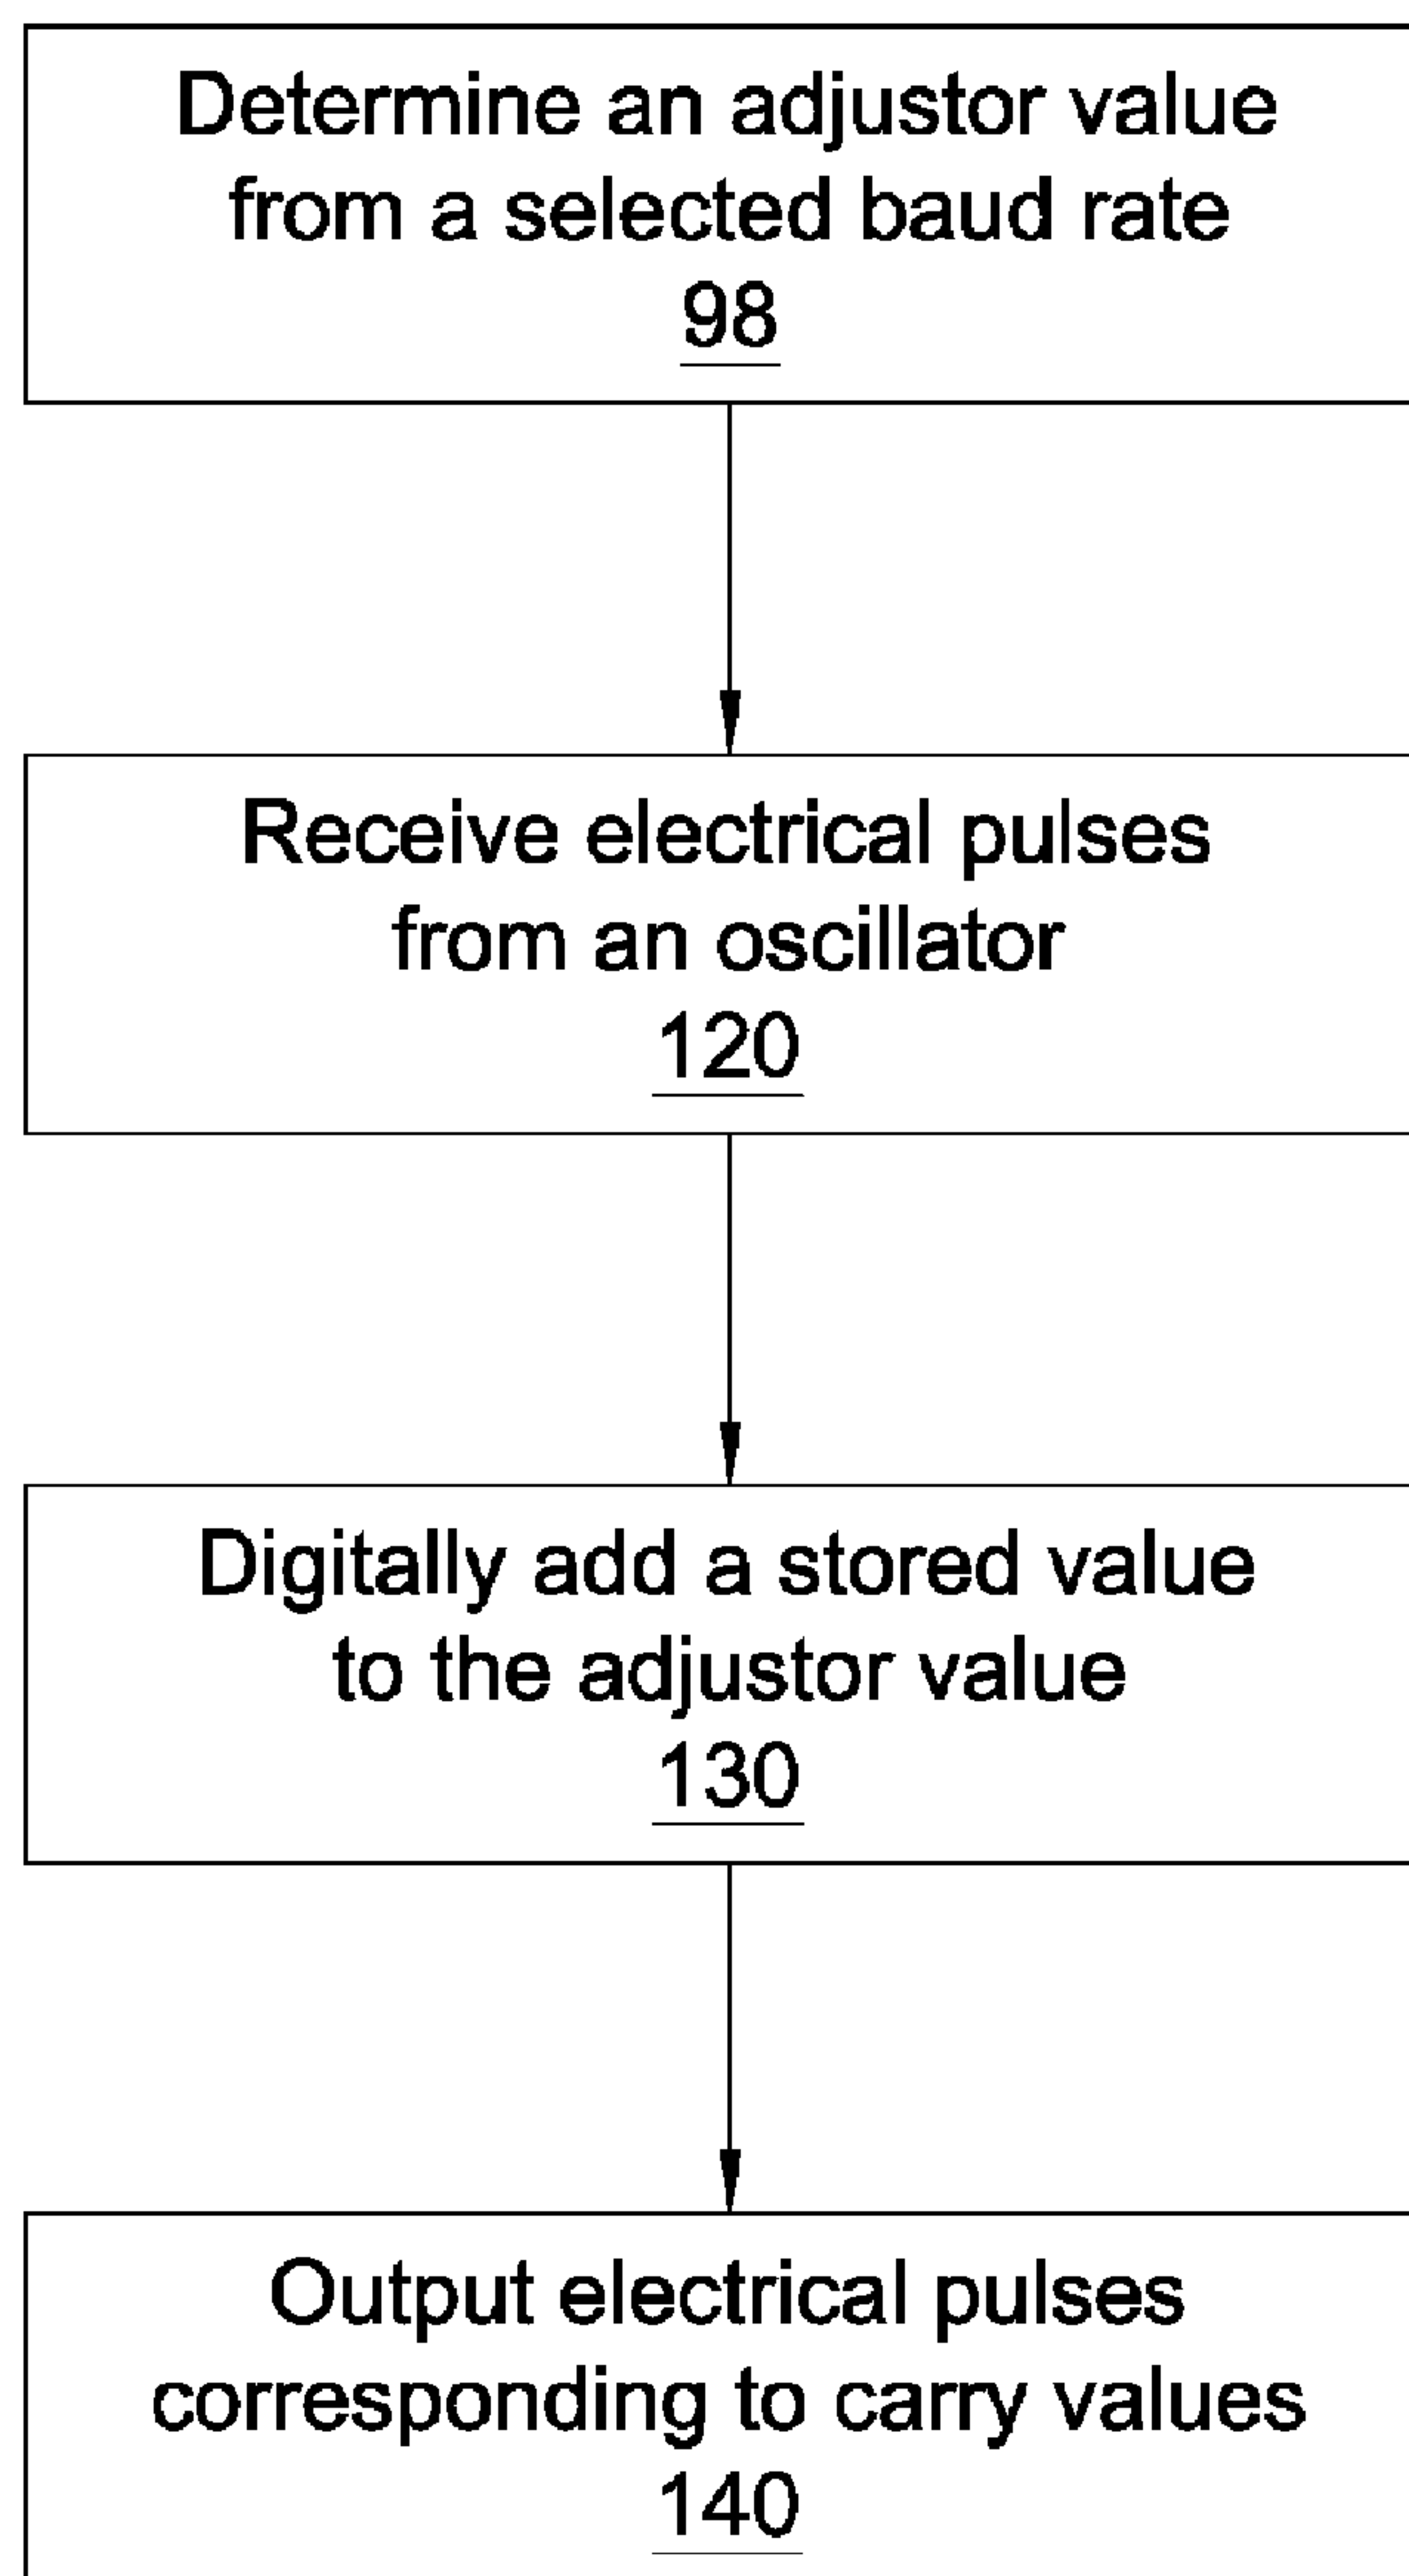 Determine an adjustor value
from a selected baud rate
98
Receive electrical pulses
from an oscillator
120
Digitally add a stored value
to the adjustor value
130
Output electrical pulses
corresponding to carry values
140